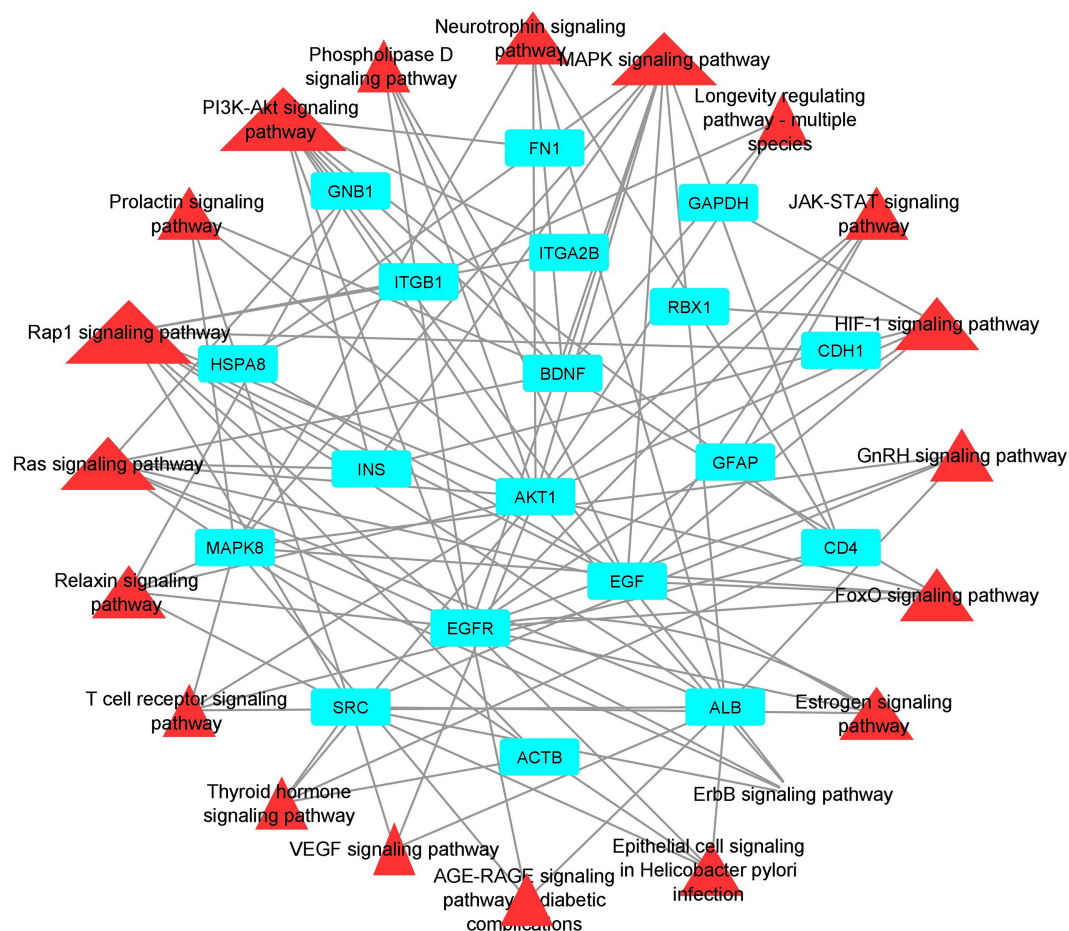 Neurotrophin signaling
pathway
MAPK signaling pathway
Phospholipase D
signaling pathway
Longevity regulating
pathway - multiple
species
PI3K-Akt signaling
pathway
FN1
GNB1
GAPDH
Prolactin signaling
pathway
JAK-STAT signaling
pathway
ITGA2B
ITGB1
RBX1
Rap1 signaling pathway
HIF-1 signaling pathway
CDH1
HSPA8
BDNF
Ras signaling pathway
INS
GFAP
GnRH signaling pathway
AKT1
MAPK8
CD4
Relaxin signaling
pathway
EGF
FoxO signaling pathway
EGFR
T cell receptor signaling
pathway
SRC
ALB
Estrogen signaling
pathway
ACTB
Thyroid hormone
signaling pathway
ErbB signaling pathway
VEGF signaling pathway
Epithelial cell signaling
in Helicobacter pylori
infection
AGE-RAGE signaling
pathway diabetic
complications